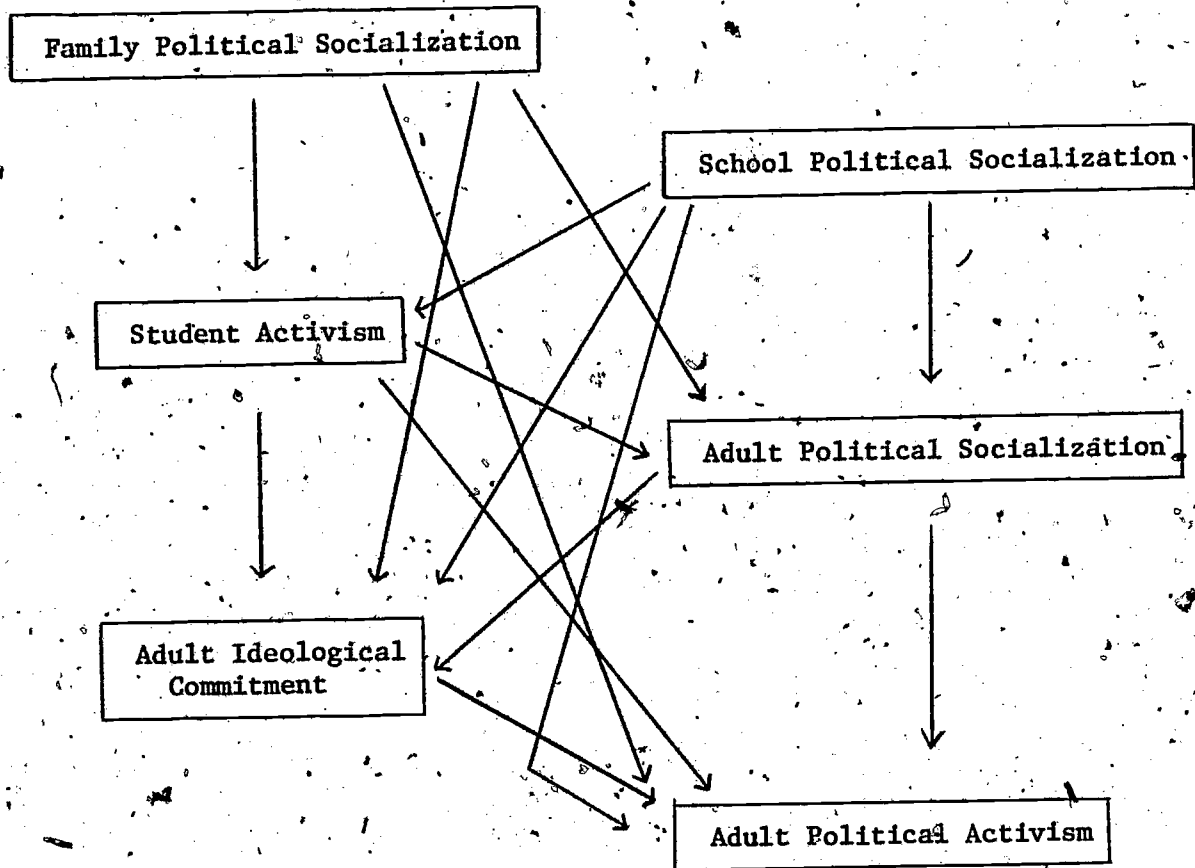 Family Political Socialization
School Political Socialization
Student Activism
Adult Political Socialization
Adult Ideological
Commitment
Adult Political Activism